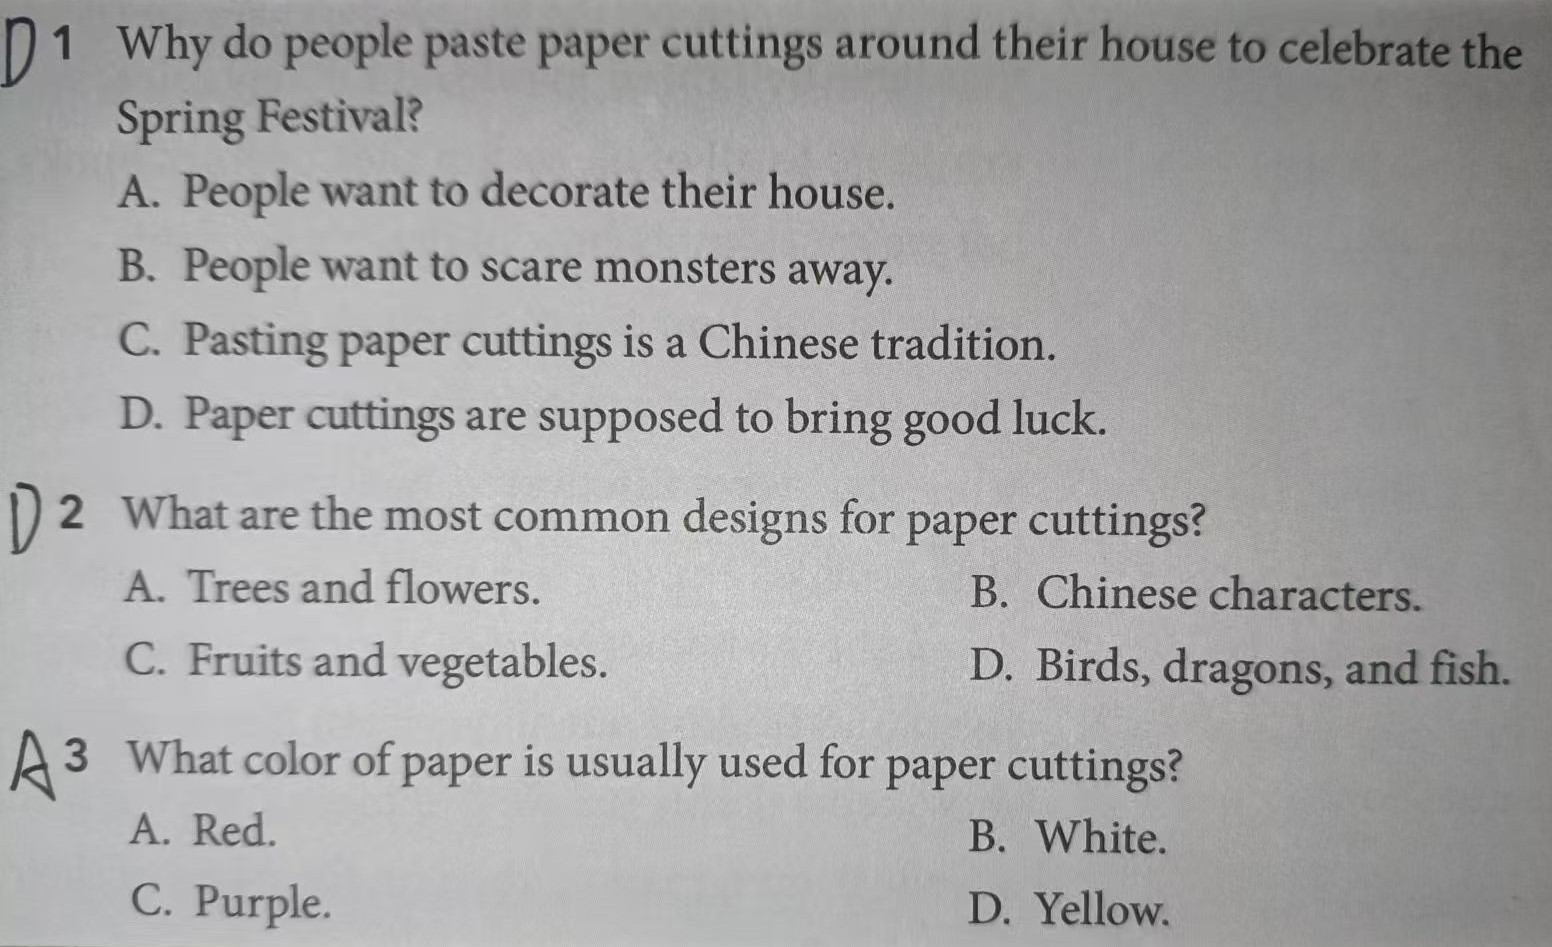 D 1 Why do people paste paper cuttings around their house to celebrate the
Spring Festival?
A. People want to decorate their house.
B. People want to scare monsters away.
C. Pasting paper cuttings is a Chinese tradition.
D. Paper cuttings are supposed to bring good luck.
D 2 What are the most common designs for paper cuttings?
A. Trees and flowers. B. Chinese characters.
C. Fruits and vegetables. D. Birds, dragons, and fish.
A 3 What color of paper is usually used for paper cuttings?
A. Red. B. White.
C. Purple. D. Yellow.